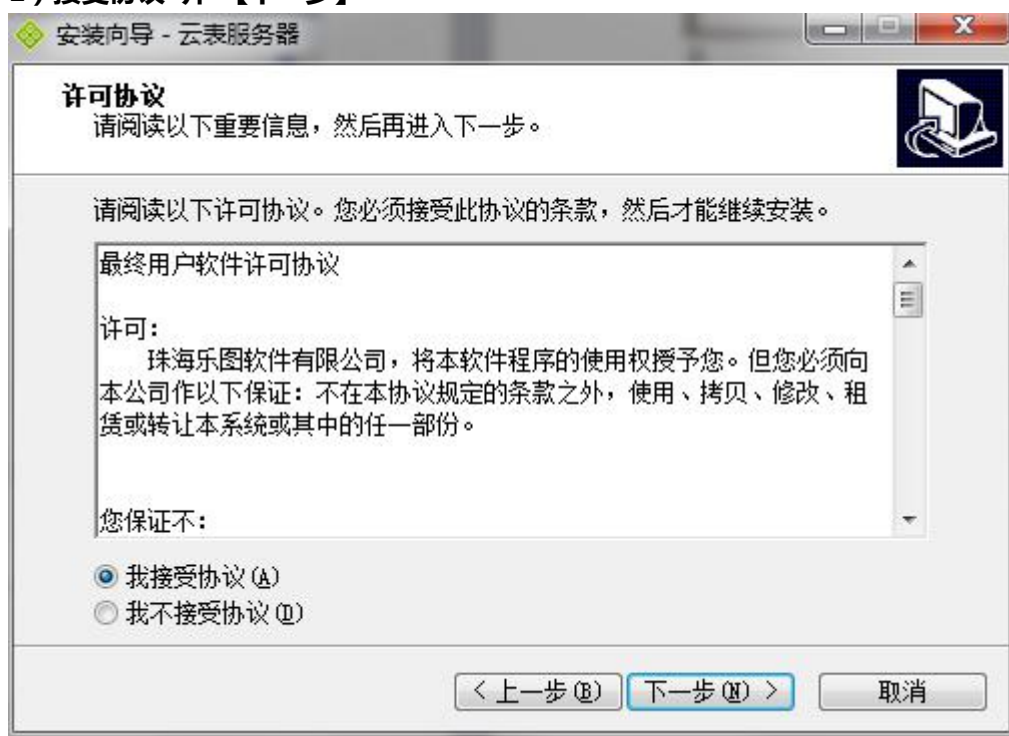 接受协议
【下一步】
安装向导 - 云表服务器
许可协议
请阅读以下重要信息，然后再进入下一步。
请阅读以下许可协议。您必须接受此协议的条款，然后才能继续安装。
最终用户软件许可协议
许可：
珠海乐图软件有限公司，将本软件程序的使用权授予您。但您必须向
本公司作以下保证：不在本协议规定的条款之外，使用、拷贝、修改、租
赁或转让本系统或其中的任一部份。
您保证不：
我接受协议(A)
我不接受协议(D)
<上一步(B)
下一步(N) >
取消